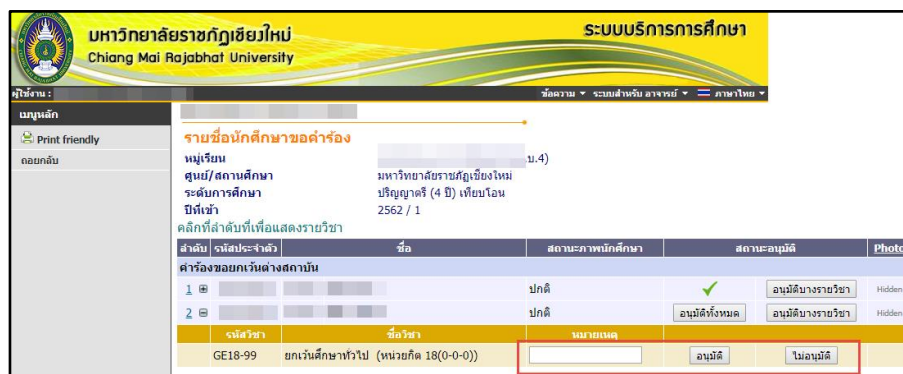 มหาวิทยาลัยราชภัฏเชียงใหม่ ระบบบริการการศึกษา
Chiang Mai Rajabhat University
ผู้ใช้งาน : ข้อความ ระบบสำหรับ อาจารย์ ภาษาไทย
เมนูหลัก
Print friendly
ถอยกลับ
รายชื่อนักศึกษาขอคำร้อง
หมู่เรียน บ.4)
ศูนย์/สถานศึกษา มหาวิทยาลัยราชภัฏเชียงใหม่
ระดับการศึกษา ปริญญาตรี (4 ปี) เทียบโอน
ปีที่เข้า 2562 / 1
คลิกที่ลำดับที่เพื่อแสดงรายวิชา
ลำดับ รหัสประจำตัว ชื่อ สถานะภาพนักศึกษา สถานะอนุมัติ Photo
คำร้องขอยกเว้นต่างสถาบัน
1 ปกติ อนุมัติบางรายวิชา Hidden
2 ปกติ อนุมัติทั้งหมด อนุมัติบางรายวิชา Hidden
รหัสวิชา ชื่อวิชา หมายเหตุ
GE18-99 ยกเว้นศึกษาทั่วไป (หน่วยกิต 18(0-0-0)) อนุมัติ ไม่อนุมัติ